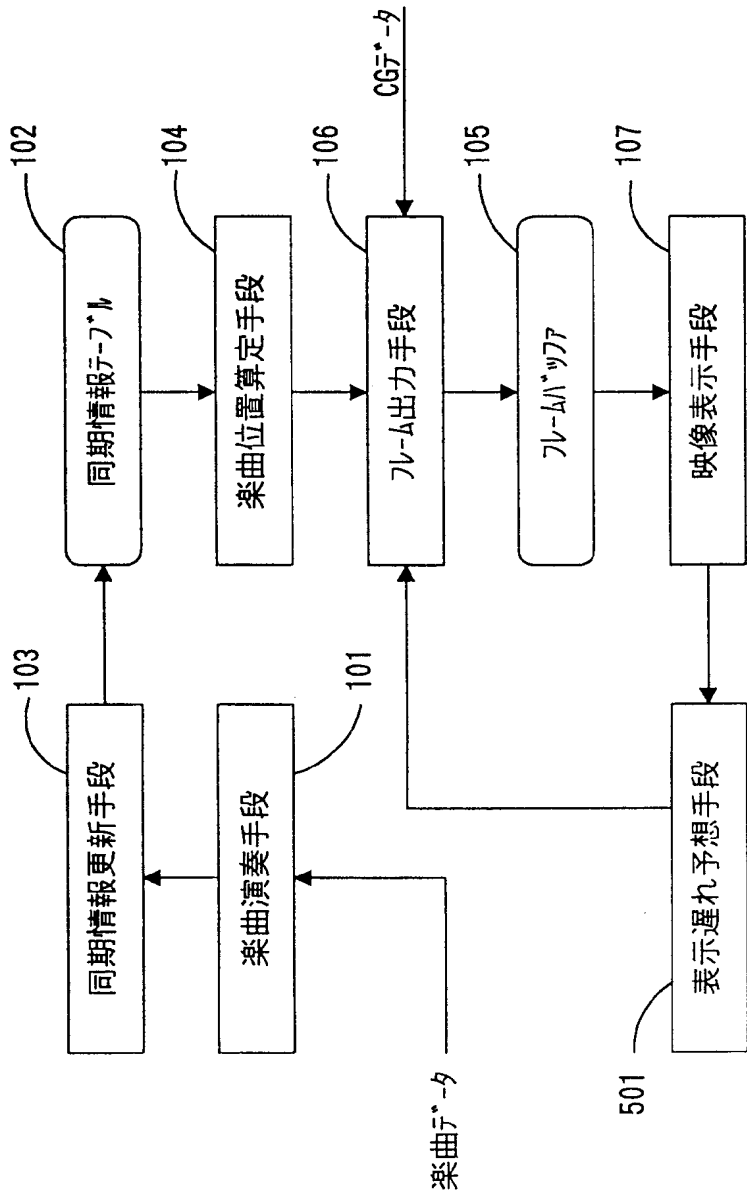 楽曲ﾃﾞｰﾀ
楽曲演奏手段
101
同期情報更新手段
103
同期情報ﾃｰﾌﾞﾙ
102
楽曲位置算定手段
104
ﾌﾚｰﾑ出力手段
106
CGﾃﾞｰﾀ
ﾌﾚｰﾑﾊﾞｯﾌｧ
105
映像表示手段
107
表示遅れ予想手段
501